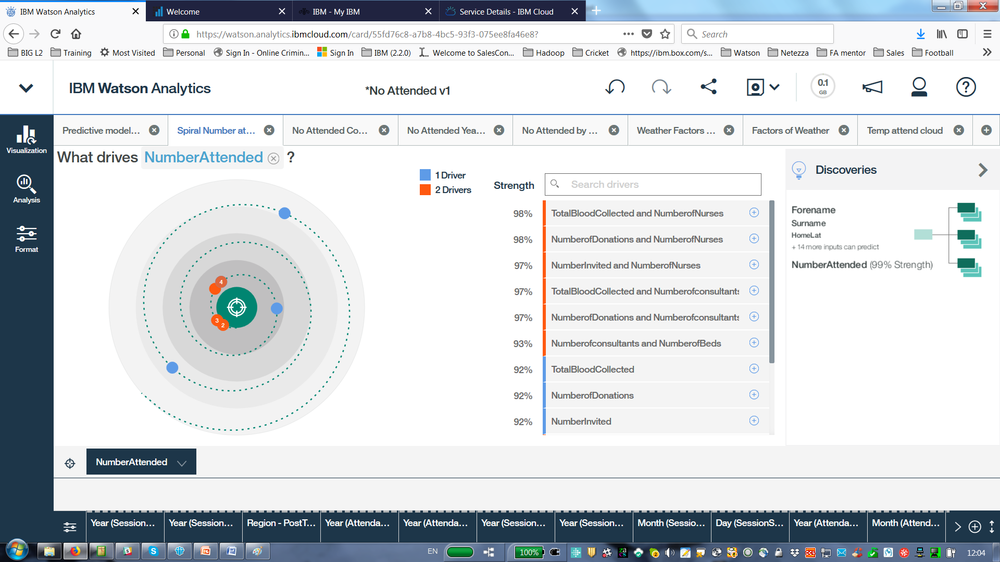 IBM Watson Analytics
Welcome
IBM - My IBM
Service Details - IBM Cloud
https://watson.analytics.ibmcloud.com/card/55fd76c8-a7b8-4bc5-93f3-075ee8fa46e8?
Search
BIG L2
Training
Most Visited
Personal
Sign In - Online Crimin...
Sign In
IBM (2.2.0)
Welcome to SalesCon...
Hadoop
Cricket
https://ibm.box.com/s...
Watson
Netezza
FA mentor
Sales
Football
IBM Watson Analytics
*No Attended v1
0.1
GB
Visualization
Analysis
Format
Predictive model...
Spiral Number at...
No Attended Co...
No Attended Yea...
No Attended by ...
Weather Factors ...
Factors of Weather
Temp attend cloud
What drives NumberAttended ?
1 Driver
2 Drivers
4
3
2
Strength
Search drivers
98% TotalBloodCollected and NumberofNurses
98% NumberofDonations and NumberofNurses
97% NumberInvited and NumberofNurses
97% TotalBloodCollected and Numberofconsultants
97% NumberofDonations and Numberofconsultants
93% Numberofconsultants and NumberofBeds
92% TotalBloodCollected
92% NumberofDonations
92% NumberInvited
Discoveries
Forename
Surname
HomeLat
+ 14 more inputs can predict
NumberAttended (99% Strength)
NumberAttended
Year (Session...
Year (Session...
Region - PostT...
Year (Attenda...
Year (Attenda...
Year (Session...
Year (Session...
Month (Sessio...
Day (SessionS...
Year (Attenda...
Month (Attend...
EN
100%
12:04